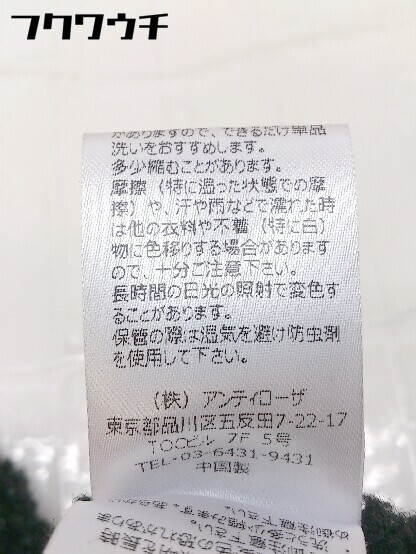 フクワウチ
がありますので、できるだけ単品
洗いをおすすめします。
多少縮むことがあります。
摩擦（特に湿った状態での摩
擦）や、汗や雨などで濡れた時
は他の衣料や下着（特に白）
物に色移りする場合があります
ので、十分ご注意下さい。
長時間の日光の照射で変色す
ることがあります。
保管の際は湿気を避け防虫剤
を使用して下さい。
（株）アンティローザ
東京都品川区五反田7-22-17
TOCビル 7F 5号
TEL.03-6431-9431
中国製